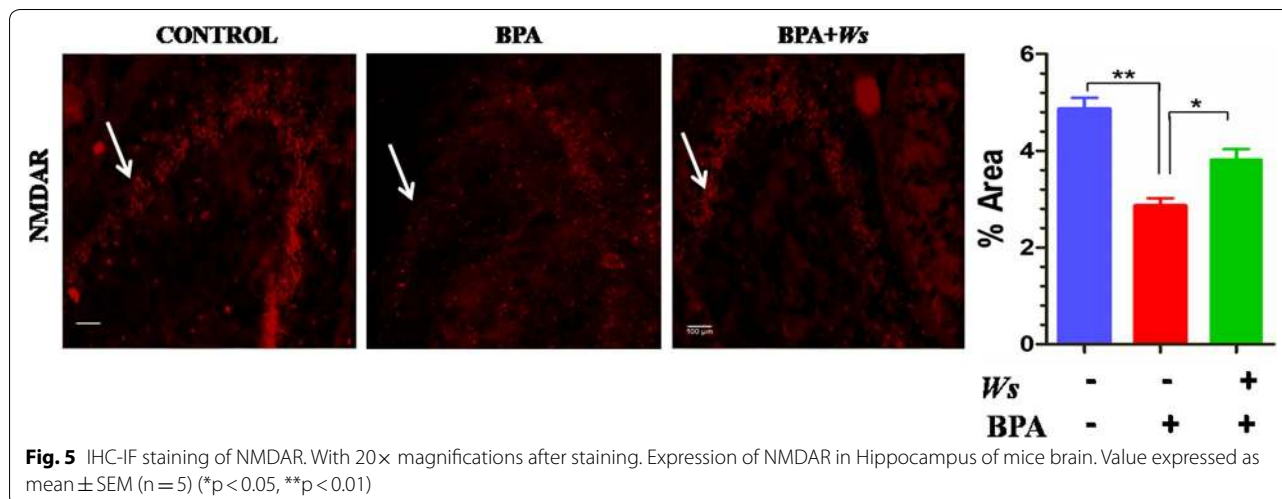 CONTROL BPA BPA+Ws
NMDAR
100 µm
% Area
6
4
2
0
**
*
Ws - - +
BPA - + +
Fig. 5 IHC-IF staining of NMDAR. With 20× magnifications after staining. Expression of NMDAR in Hippocampus of mice brain. Value expressed as
mean ± SEM (n = 5) (*p < 0.05, **p < 0.01)